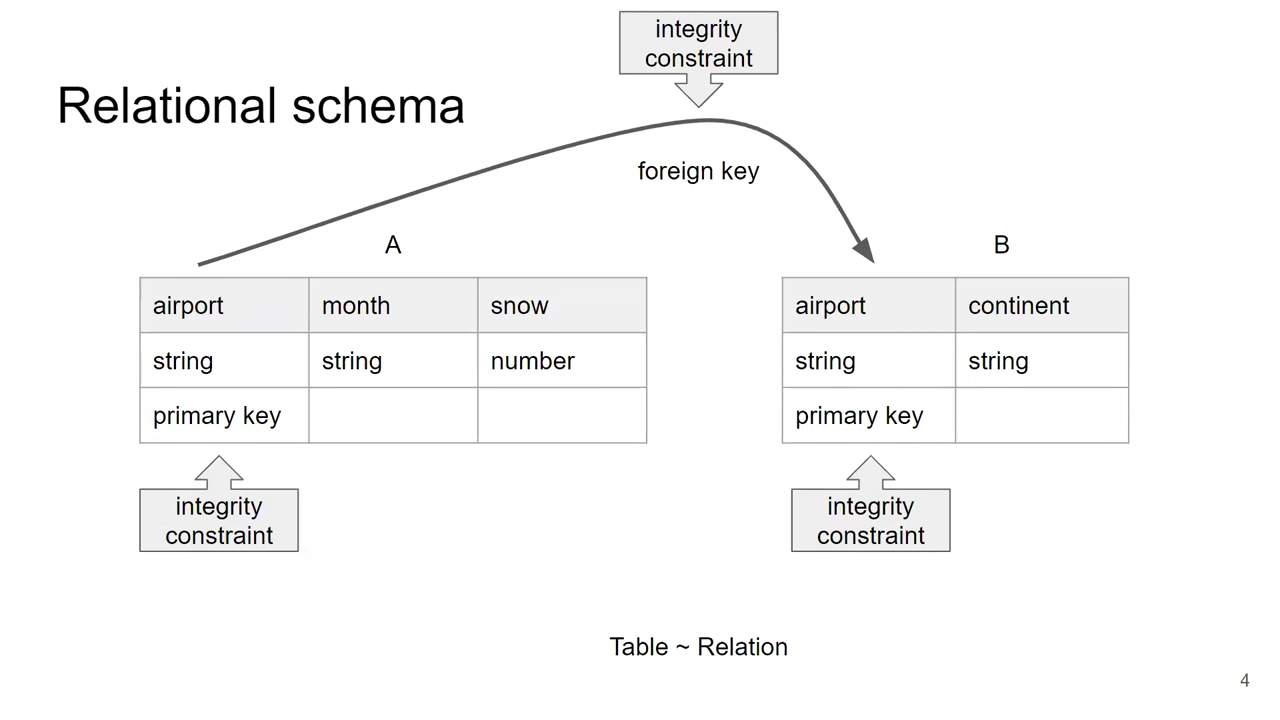 integrity
constraint
Relational schema
foreign key
A
B
airport month snow
string string number
primary key
airport continent
string string
primary key
integrity
constraint
integrity
constraint
Table ~ Relation
4